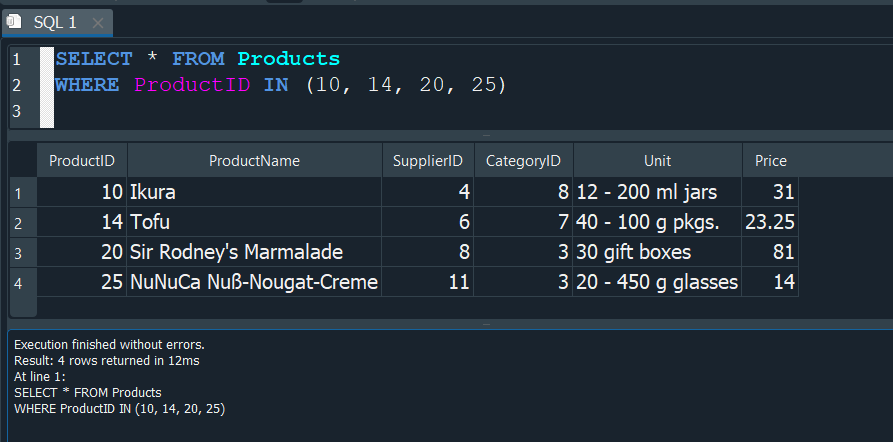 SQL 1
1 SELECT * FROM Products
2 WHERE ProductID IN (10, 14, 20, 25)
3
ProductID ProductName SupplierID CategoryID Unit Price
1 10 Ikura 4 8 12 - 200 ml jars 31
2 14 Tofu 6 7 40 - 100 g pkgs. 23.25
3 20 Sir Rodney's Marmalade 8 3 30 gift boxes 81
4 25 NuNuCa Nuß-Nougat-Creme 11 3 20 - 450 g glasses 14
Execution finished without errors.
Result: 4 rows returned in 12ms
At line 1:
SELECT * FROM Products
WHERE ProductID IN (10, 14, 20, 25)